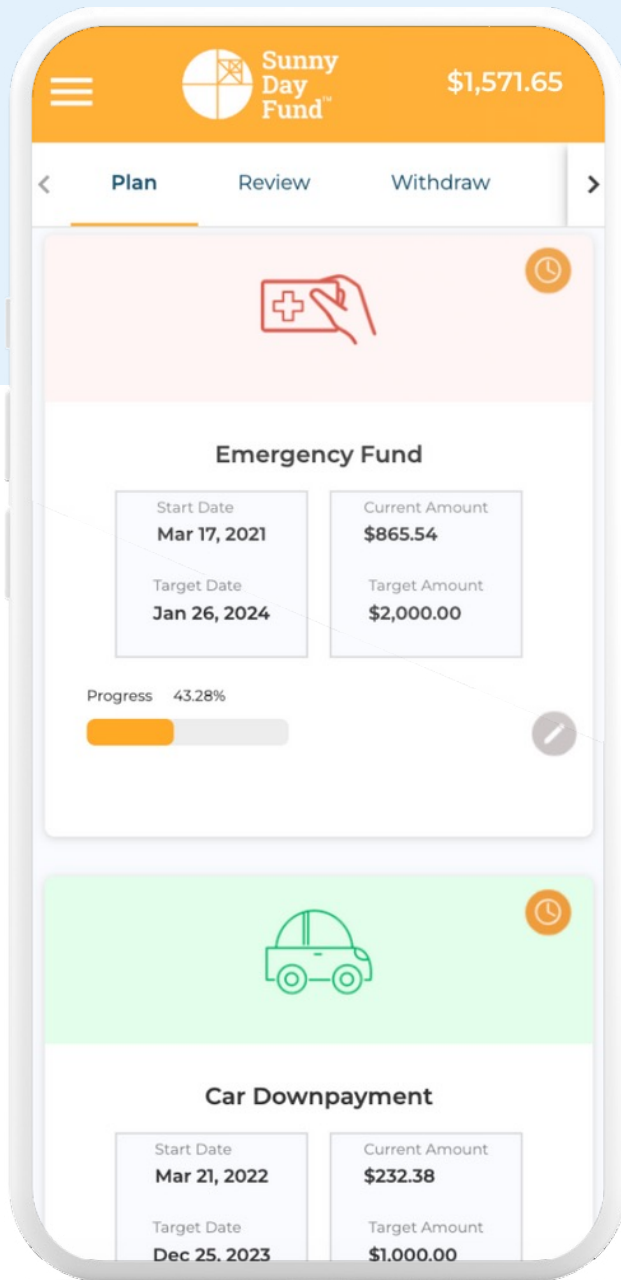 Sunny
Day
Fund™
$1,571.65
Plan Review Withdraw
Emergency Fund
Start Date
Mar 17, 2021
Target Date
Jan 26, 2024
Current Amount
$865.54
Target Amount
$2,000.00
Progress 43.28%
Car Downpayment
Start Date
Mar 21, 2022
Target Date
Dec 25, 2023
Current Amount
$232.38
Target Amount
$1,000.00